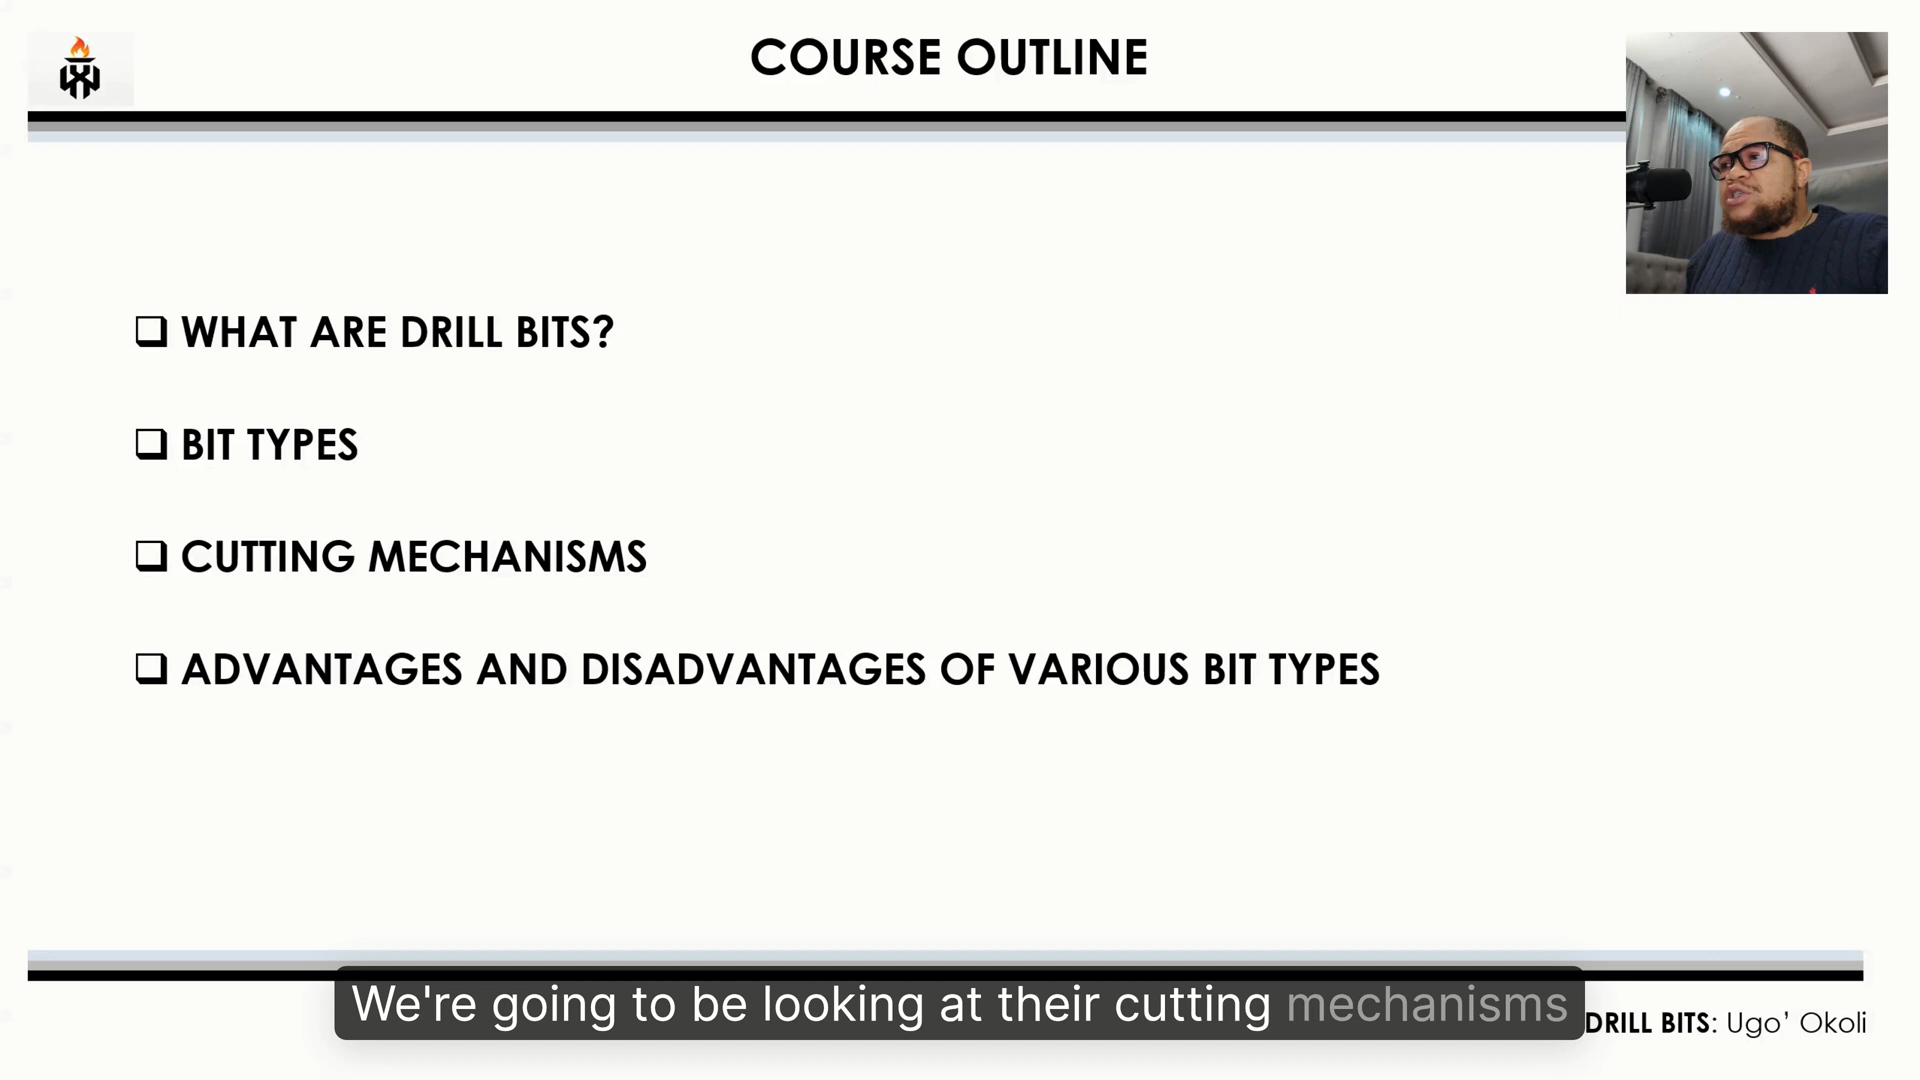 COURSE OUTLINE
WHAT ARE DRILL BITS?
BIT TYPES
CUTTING MECHANISMS
ADVANTAGES AND DISADVANTAGES OF VARIOUS BIT TYPES
We're going to be looking at their cutting mechanisms
DRILL BITS: Ugo’ Okoli